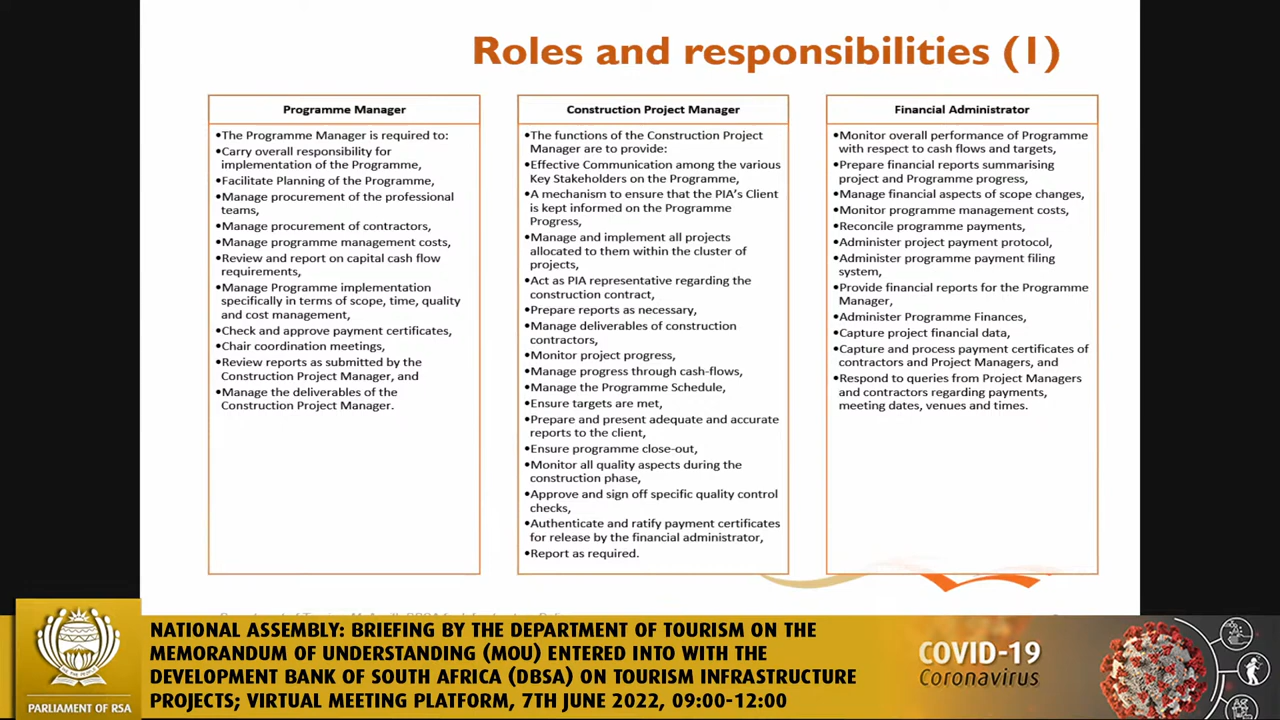 Roles and responsibilities (1)
Programme Manager
•The Programme Manager is required to:
•Carry overall responsibility for
implementation of the Programme,
•Facilitate Planning of the Programme,
•Manage procurement of the professional
teams,
•Manage procurement of contractors,
•Manage programme management costs,
•Review and report on capital cash flow
requirements,
•Manage Programme implementation
specifically in terms of scope, time, quality
and cost management,
•Check and approve payment certificates,
•Chair coordination meetings,
•Review reports as submitted by the
Construction Project Manager, and
•Manage the deliverables of the
Construction Project Manager.
Construction Project Manager
•The functions of the Construction Project
Manager are to provide:
•Effective Communication among the various
Key Stakeholders on the Programme,
•A mechanism to ensure that the PIA's Client
is kept informed on the Programme
Progress,
•Manage and implement all projects
allocated to them within the cluster of
projects,
•Act as PIA representative regarding the
construction contract,
•Prepare reports as necessary,
•Manage deliverables of construction
contractors,
•Monitor project progress,
•Manage progress through cash-flows,
•Manage the Programme Schedule,
•Ensure targets are met,
•Prepare and present adequate and accurate
reports to the client,
•Ensure programme close-out,
•Monitor all quality aspects during the
construction phase,
•Approve and sign off specific quality control
checks,
•Authenticate and ratify payment certificates
for release by the financial administrator,
•Report as required.
Financial Administrator
•Monitor overall performance of Programme
with respect to cash flows and targets,
•Prepare financial reports summarising
project and Programme progress,
•Manage financial aspects of scope changes,
•Monitor programme management costs,
•Reconcile programme payments,
•Administer project payment protocol,
•Administer programme payment filing
system,
•Provide financial reports for the Programme
Manager,
•Administer Programme Finances,
•Capture project financial data,
•Capture and process payment certificates of
contractors and Project Managers, and
•Respond to queries from Project Managers
and contractors regarding payments,
meeting dates, venues and times.
PARLIAMENT OF RSA
NATIONAL ASSEMBLY: BRIEFING BY THE DEPARTMENT OF TOURISM ON THE
MEMORANDUM OF UNDERSTANDING (MOU) ENTERED INTO WITH THE
DEVELOPMENT BANK OF SOUTH AFRICA (DBSA) ON TOURISM INFRASTRUCTURE
PROJECTS; VIRTUAL MEETING PLATFORM, 7TH JUNE 2022, 09:00-12:00
COVID-19
Coronavirus